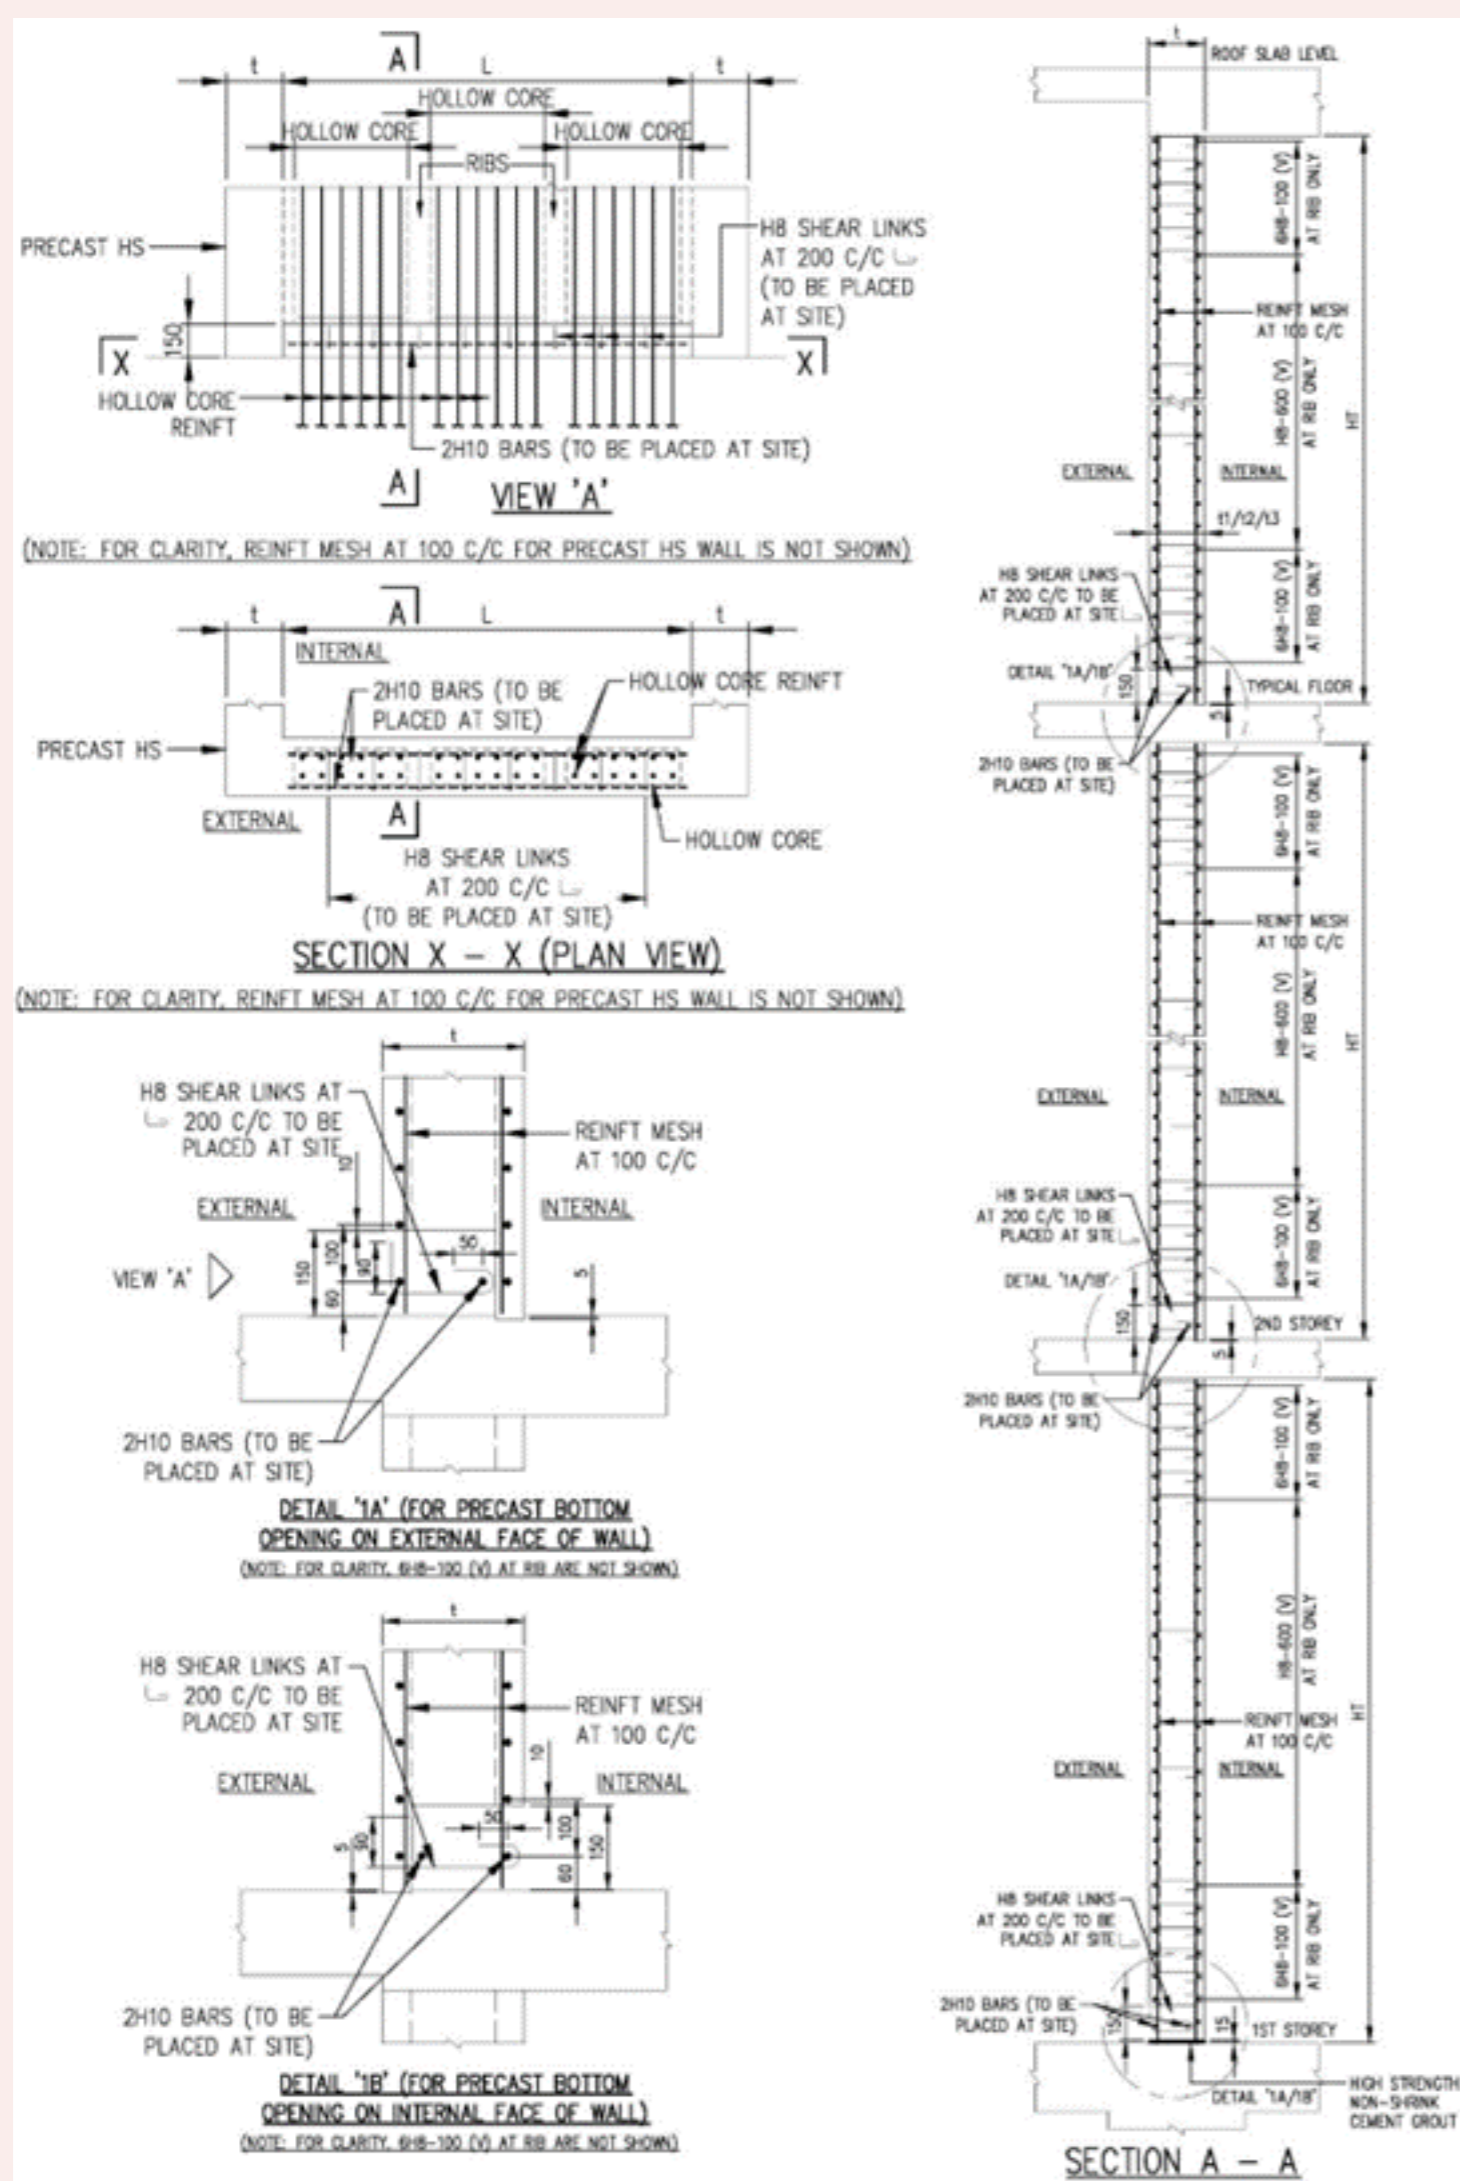 A
t
L
t
HOLLOW CORE
HOLLOW CORE
HOLLOW CORE
RIBS
PRECAST HS
H8 SHEAR LINKS
AT 200 C/C
(TO BE PLACED
AT SITE)
150
X
X
HOLLOW CORE
REINFT
2H10 BARS (TO BE PLACED AT SITE)
A
VIEW 'A'
(NOTE: FOR CLARITY, REINFT MESH AT 100 C/C FOR PRECAST HS WALL IS NOT SHOWN)
A
t
L
t
INTERNAL
2H10 BARS (TO BE
PLACED AT SITE)
HOLLOW CORE REINFT
PRECAST HS
EXTERNAL
A
HOLLOW CORE
H8 SHEAR LINKS
AT 200 C/C
(TO BE PLACED AT SITE)
SECTION X - X (PLAN VIEW)
(NOTE: FOR CLARITY, REINFT MESH AT 100 C/C FOR PRECAST HS WALL IS NOT SHOWN)
t
H8 SHEAR LINKS AT
200 C/C TO BE
PLACED AT SITE
REINFT MESH
AT 100 C/C
10
EXTERNAL
INTERNAL
VIEW 'A'
150
100
60
90
50
5
2H10 BARS (TO BE
PLACED AT SITE)
DETAIL '1A' (FOR PRECAST BOTTOM
OPENING ON EXTERNAL FACE OF WALL)
(NOTE: FOR CLARITY, 6H8-100 (V) AT RIB ARE NOT SHOWN)
t
H8 SHEAR LINKS AT
200 C/C TO BE
PLACED AT SITE
REINFT MESH
AT 100 C/C
10
EXTERNAL
INTERNAL
5
90
50
100
60
150
2H10 BARS (TO BE
PLACED AT SITE)
DETAIL '1B' (FOR PRECAST BOTTOM
OPENING ON INTERNAL FACE OF WALL)
(NOTE: FOR CLARITY, 6H8-100 (V) AT RIB ARE NOT SHOWN)
t
ROOF SLAB LEVEL
6H8-100 (V)
AT RIB ONLY
REINFT MESH
AT 100 C/C
H8-600 (V)
AT RIB ONLY
HT
EXTERNAL
INTERNAL
t1/t2/t3
H8 SHEAR LINKS
AT 200 C/C TO BE
PLACED AT SITE
6H8-100 (V)
AT RIB ONLY
DETAIL "1A/1B"
150
TYPICAL FLOOR
5
2H10 BARS (TO BE
PLACED AT SITE)
6H8-100 (V)
AT RIB ONLY
REINFT MESH
AT 100 C/C
H8-600 (V)
AT RIB ONLY
HT
EXTERNAL
INTERNAL
H8 SHEAR LINKS
AT 200 C/C TO BE
PLACED AT SITE
6H8-100 (V)
AT RIB ONLY
DETAIL "1A/1B"
150
2ND STOREY
5
2H10 BARS (TO BE
PLACED AT SITE)
6H8-100 (V)
AT RIB ONLY
H8-600 (V)
AT RIB ONLY
HT
REINFT MESH
AT 100 C/C
EXTERNAL
INTERNAL
H8 SHEAR LINKS
AT 200 C/C TO BE
PLACED AT SITE
6H8-100 (V)
AT RIB ONLY
2H10 BARS (TO BE
PLACED AT SITE)
150
15
1ST STOREY
DETAIL "1A/1B"
HIGH STRENGTH
NON-SHRINK
CEMENT GROUT
SECTION A - A